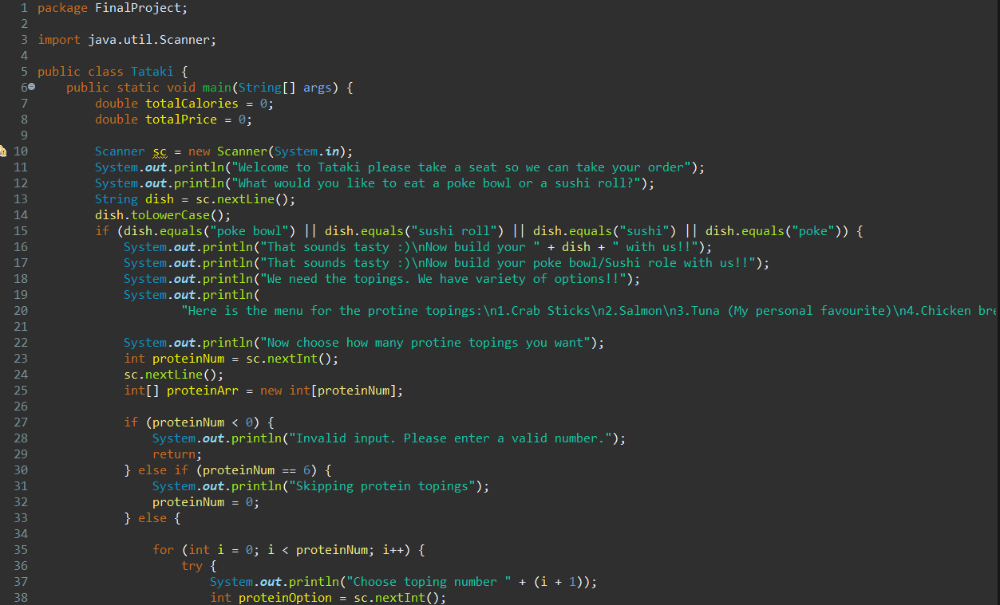 1 package FinalProject;
2
3 import java.util.Scanner;
4
5 public class Tataki {
6 public static void main(String[] args) {
7 double totalCalories = 0;
8 double totalPrice = 0;
9
10 Scanner sc = new Scanner(System.in);
11 System.out.println("Welcome to Tataki please take a seat so we can take your order");
12 System.out.println("What would you like to eat a poke bowl or a sushi roll?");
13 String dish = sc.nextLine();
14 dish.toLowerCase();
15 if (dish.equals("poke bowl") || dish.equals("sushi roll") || dish.equals("sushi") || dish.equals("poke")) {
16 System.out.println("That sounds tasty :)\nNow build your " + dish + " with us!!");
17 System.out.println("That sounds tasty :)\nNow build your poke bowl/Sushi role with us!!");
18 System.out.println("We need the topings. We have variety of options!!");
19 System.out.println(
20 "Here is the menu for the protine topings:\n1.Crab Sticks\n2.Salmon\n3.Tuna (My personal favourite)\n4.Chicken
21
22 System.out.println("Now choose how many protine topings you want");
23 int proteinNum = sc.nextInt();
24 sc.nextLine();
25 int[] proteinArr = new int[proteinNum];
26
27 if (proteinNum < 0) {
28 System.out.println("Invalid input. Please enter a valid number.");
29 return;
30 } else if (proteinNum == 6) {
31 System.out.println("Skipping protein topings");
32 proteinNum = 0;
33 } else {
34
35 for (int i = 0; i < proteinNum; i++) {
36 try {
37 System.out.println("Choose toping number " + (i + 1));
38 int proteinOption = sc.nextInt();